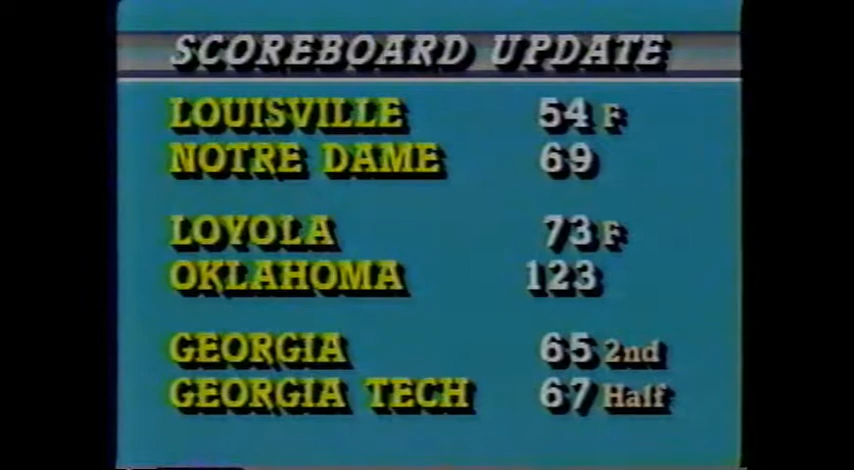 SCOREBOARD UPDATE
LOUISVILLE 54 F
NOTRE DAME 69
LOYOLA 73 F
OKLAHOMA 123
GEORGIA 65 2nd
GEORGIA TECH 67 Half